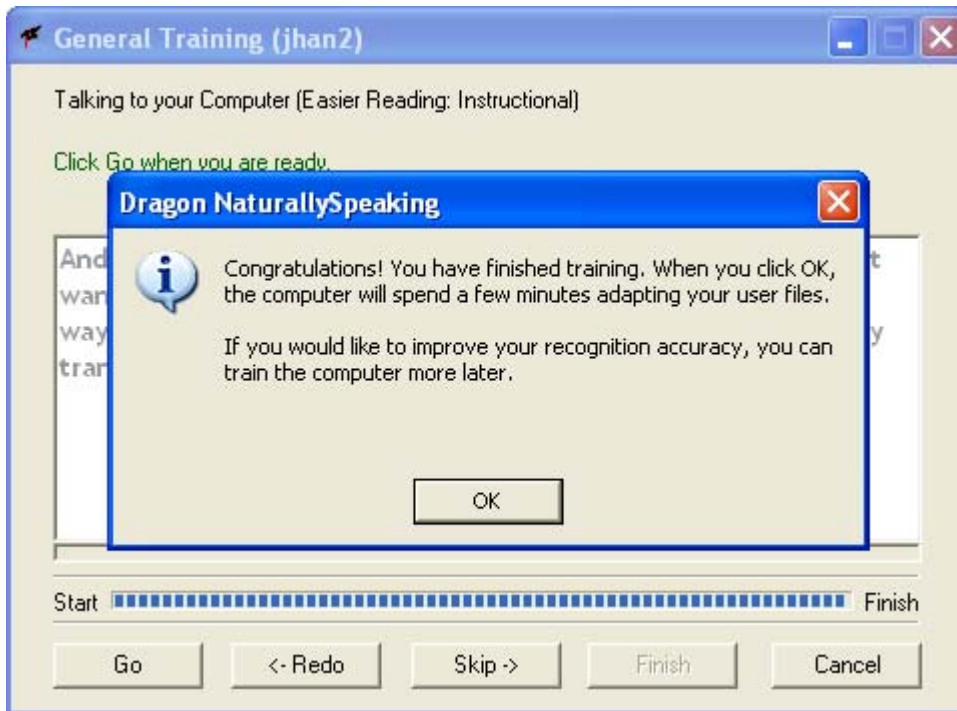 General Training (jhan2)
Talking to your Computer (Easier Reading: Instructional)
Click Go when you are ready.
Dragon NaturallySpeaking
And
Congratulations! You have finished training. When you click OK,
the computer will spend a few minutes adapting your user files.
way
If you would like to improve your recognition accuracy, you can
train the computer more later.
OK
Start
Finish
Go
<- Redo
Skip ->
Finish
Cancel